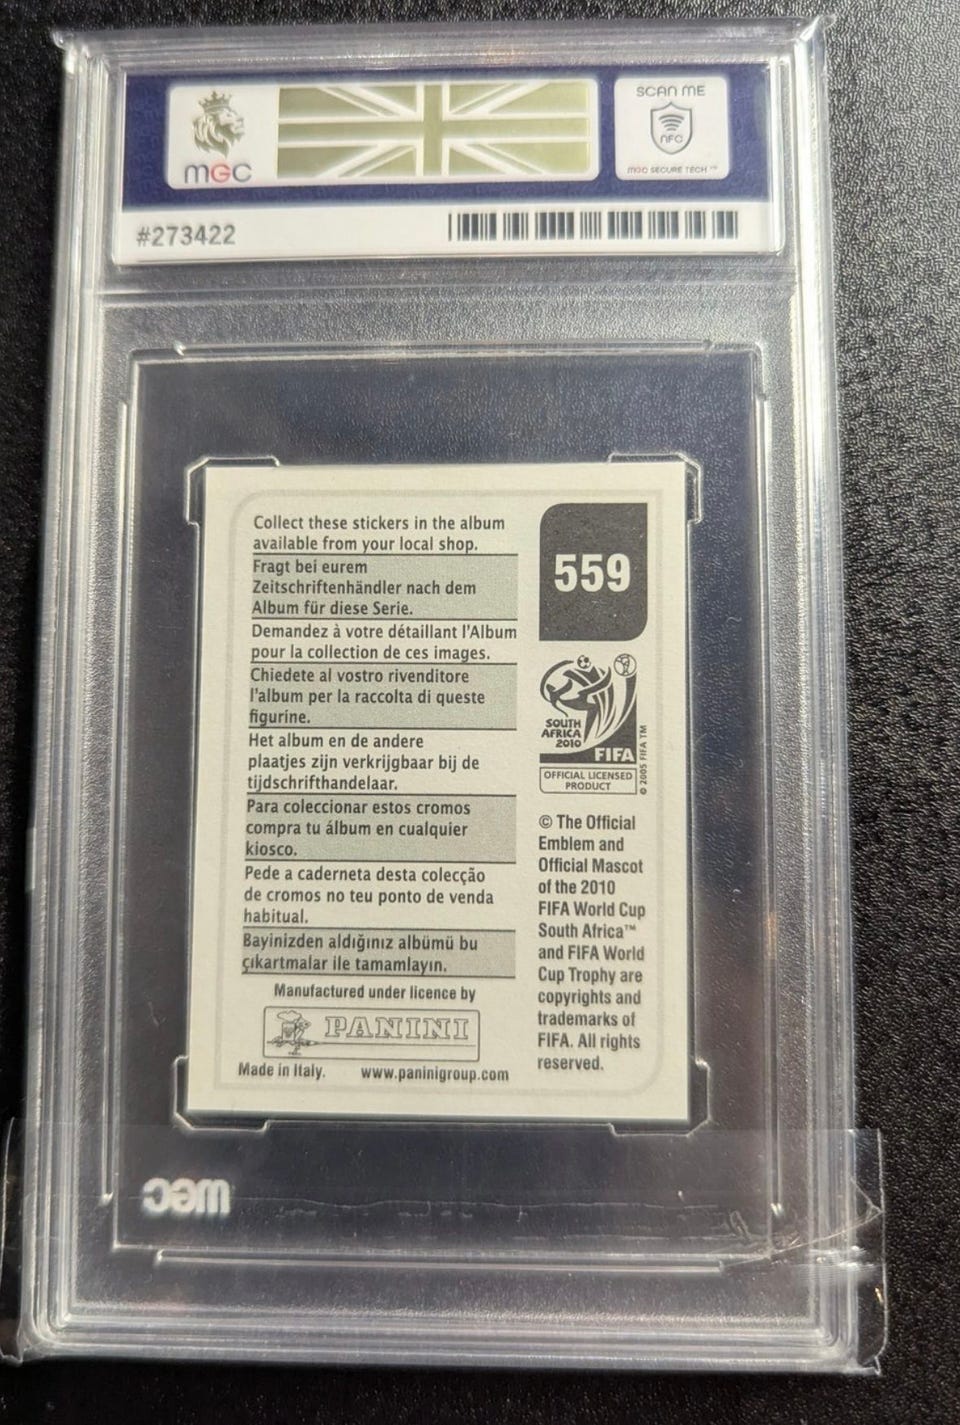 MGC
SCAN ME
NFC
MGC SECURE TECH ™
#273422
Collect these stickers in the album
available from your local shop.
Fragt bei eurem
Zeitschriftenhändler nach dem
Album für diese Serie.
Demandez à votre détaillant l'Album
pour la collection de ces images.
Chiedete al vostro rivenditore
l'album per la raccolta di queste
figurine.
Het album en de andere
plaatjes zijn verkrijgbaar bij de
tijdschrifthandelaar.
Para coleccionar estos cromos
compra tu álbum en cualquier
kiosco.
Pede a caderneta desta colecção
de cromos no teu ponto de venda
habitual.
Bayinizden aldığınız albümü bu
çıkartmalar ile tamamlayın.
Manufactured under licence by
PANINI
Made in Italy. www.paninigroup.com
559
SOUTH
AFRICA
2010
FIFA
OFFICIAL LICENSED
PRODUCT
© 2005 FIFA TM
© The Official
Emblem and
Official Mascot
of the 2010
FIFA World Cup
South Africa™
and FIFA World
Cup Trophy are
copyrights and
trademarks of
FIFA. All rights
reserved.
MGC